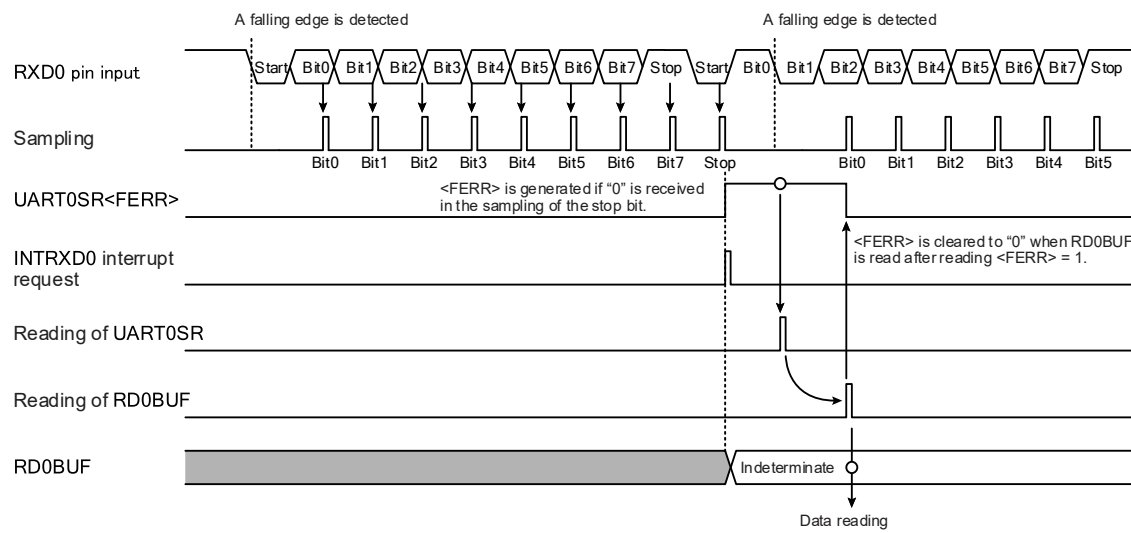 A falling edge is detected A falling edge is detected
RXD0 pin input Start Bit0 Bit1 Bit2 Bit3 Bit4 Bit5 Bit6 Bit7 Stop Start Bit0 Bit1 Bit2 Bit3 Bit4 Bit5 Bit6 Bit7 Stop
Sampling
Bit0 Bit1 Bit2 Bit3 Bit4 Bit5 Bit6 Bit7 Stop Bit0 Bit1 Bit2 Bit3 Bit4 Bit5
UART0SR<FERR>
<FERR> is generated if “0” is received
in the sampling of the stop bit.
<FERR> is cleared to “0” when RD0BUF
is read after reading <FERR> = 1.
INTRXD0 interrupt
request
Reading of UART0SR
Reading of RD0BUF
RD0BUF Indeterminate
Data reading